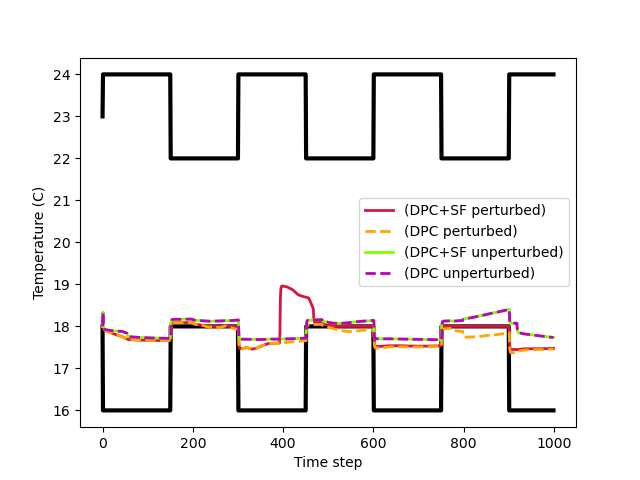 24
23
22
21
20
19
18
17
16
Temperature (C)
(DPC+SF perturbed)
(DPC perturbed)
(DPC+SF unperturbed)
(DPC unperturbed)
0 200 400 600 800 1000
Time step